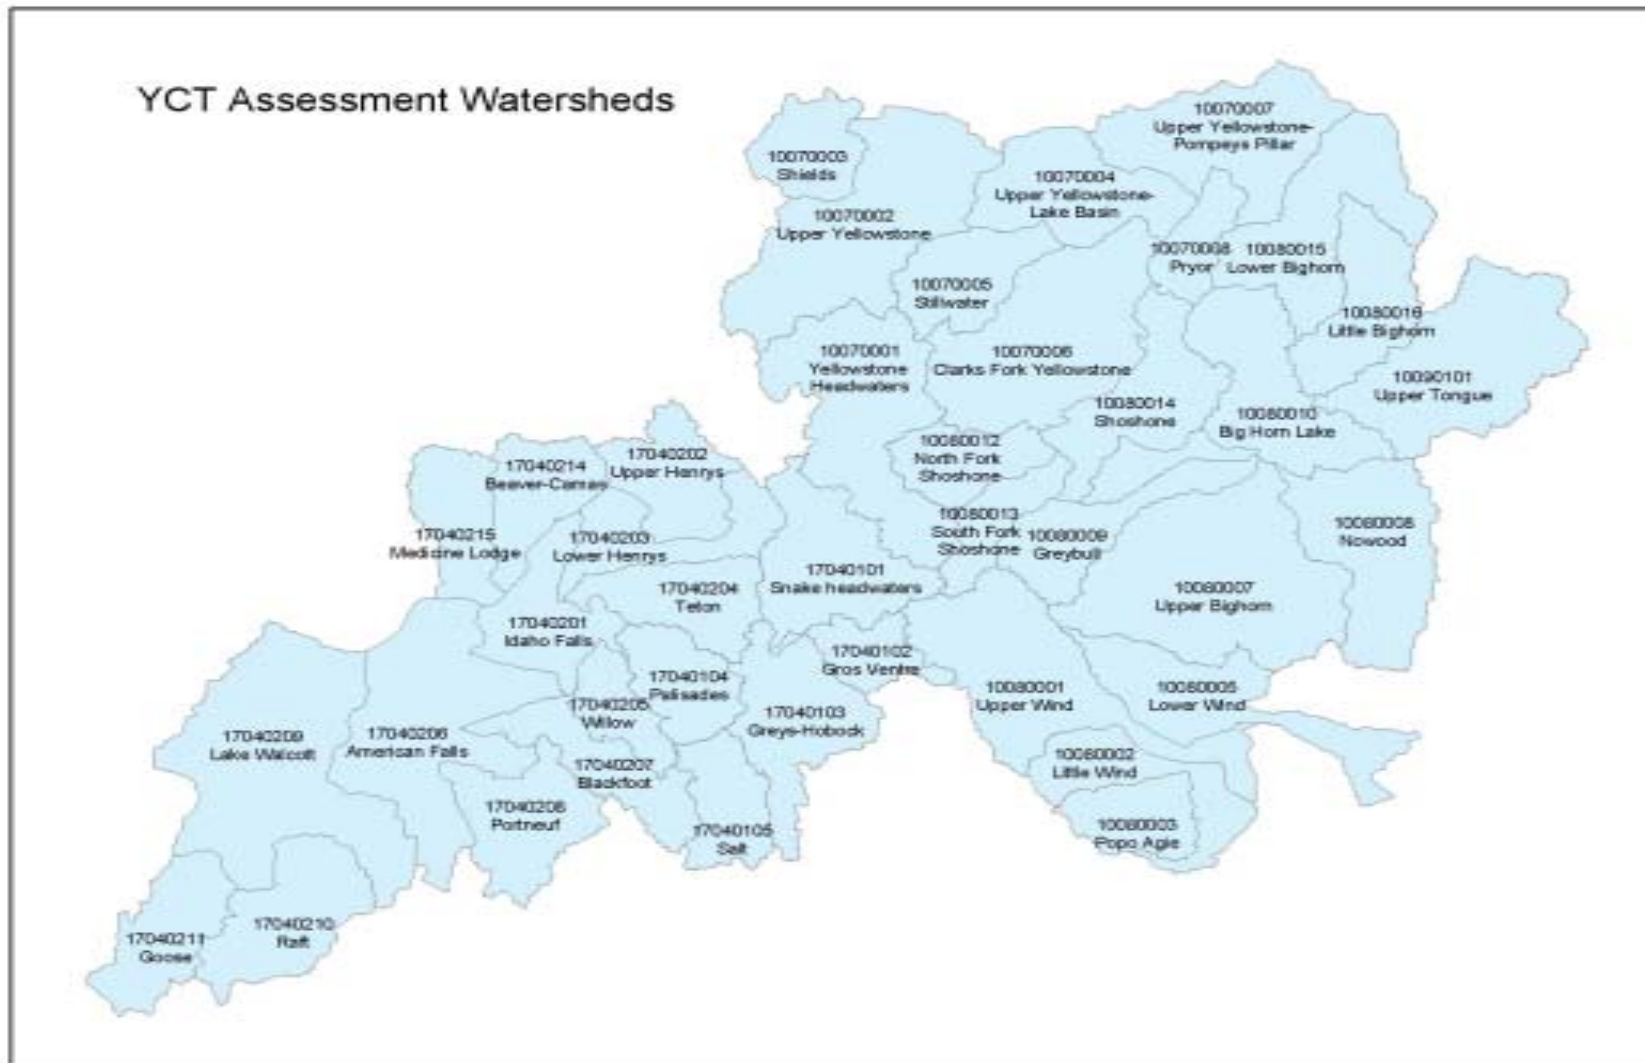 YCT Assessment Watersheds
10070007
Upper Yellowstone-
Pompeys Pillar
10070003
Shields
10070004
Upper Yellowstone-
Lake Basin
10070002
Upper Yellowstone
10070008
Pryor
10080015
Lower Bighorn
10070005
Stillwater
10080016
Little Bighorn
10070001
Yellowstone
Headwaters
10070006
Clarks Fork Yellowstone
10090101
Upper Tongue
10080014
Shoshone
10080010
Big Horn Lake
10080012
North Fork
Shoshone
17040202
Upper Henrys
17040214
Beaver-Camas
17040215
Medicine Lodge
17040203
Lower Henrys
10080013
South Fork
Shoshone
10080009
Greybull
10080008
Nowood
17040101
Snake headwaters
17040204
Teton
10080007
Upper Bighorn
17040201
Idaho Falls
17040102
Gros Ventre
17040104
Palisades
10080001
Upper Wind
10080005
Lower Wind
17040205
Willow
17040103
Greys-Hobock
17040209
Lake Walcott
17040206
American Falls
17040207
Blackfoot
10080002
Little Wind
17040208
Portneuf
17040105
Salt
10080003
Popo Agie
17040210
Raft
17040211
Goose